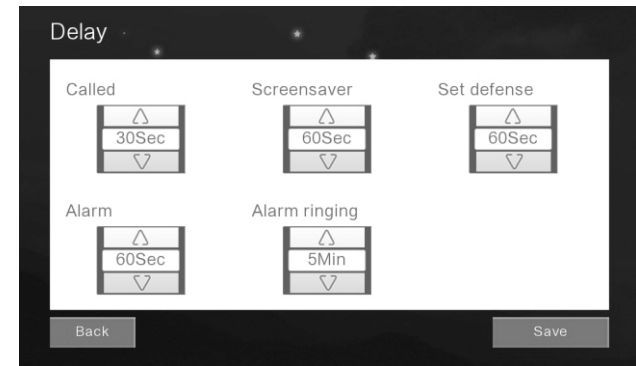 Delay
Called Screensaver Set defense
30Sec 60Sec 60Sec
Alarm Alarm ringing
60Sec 5Min
Back Save